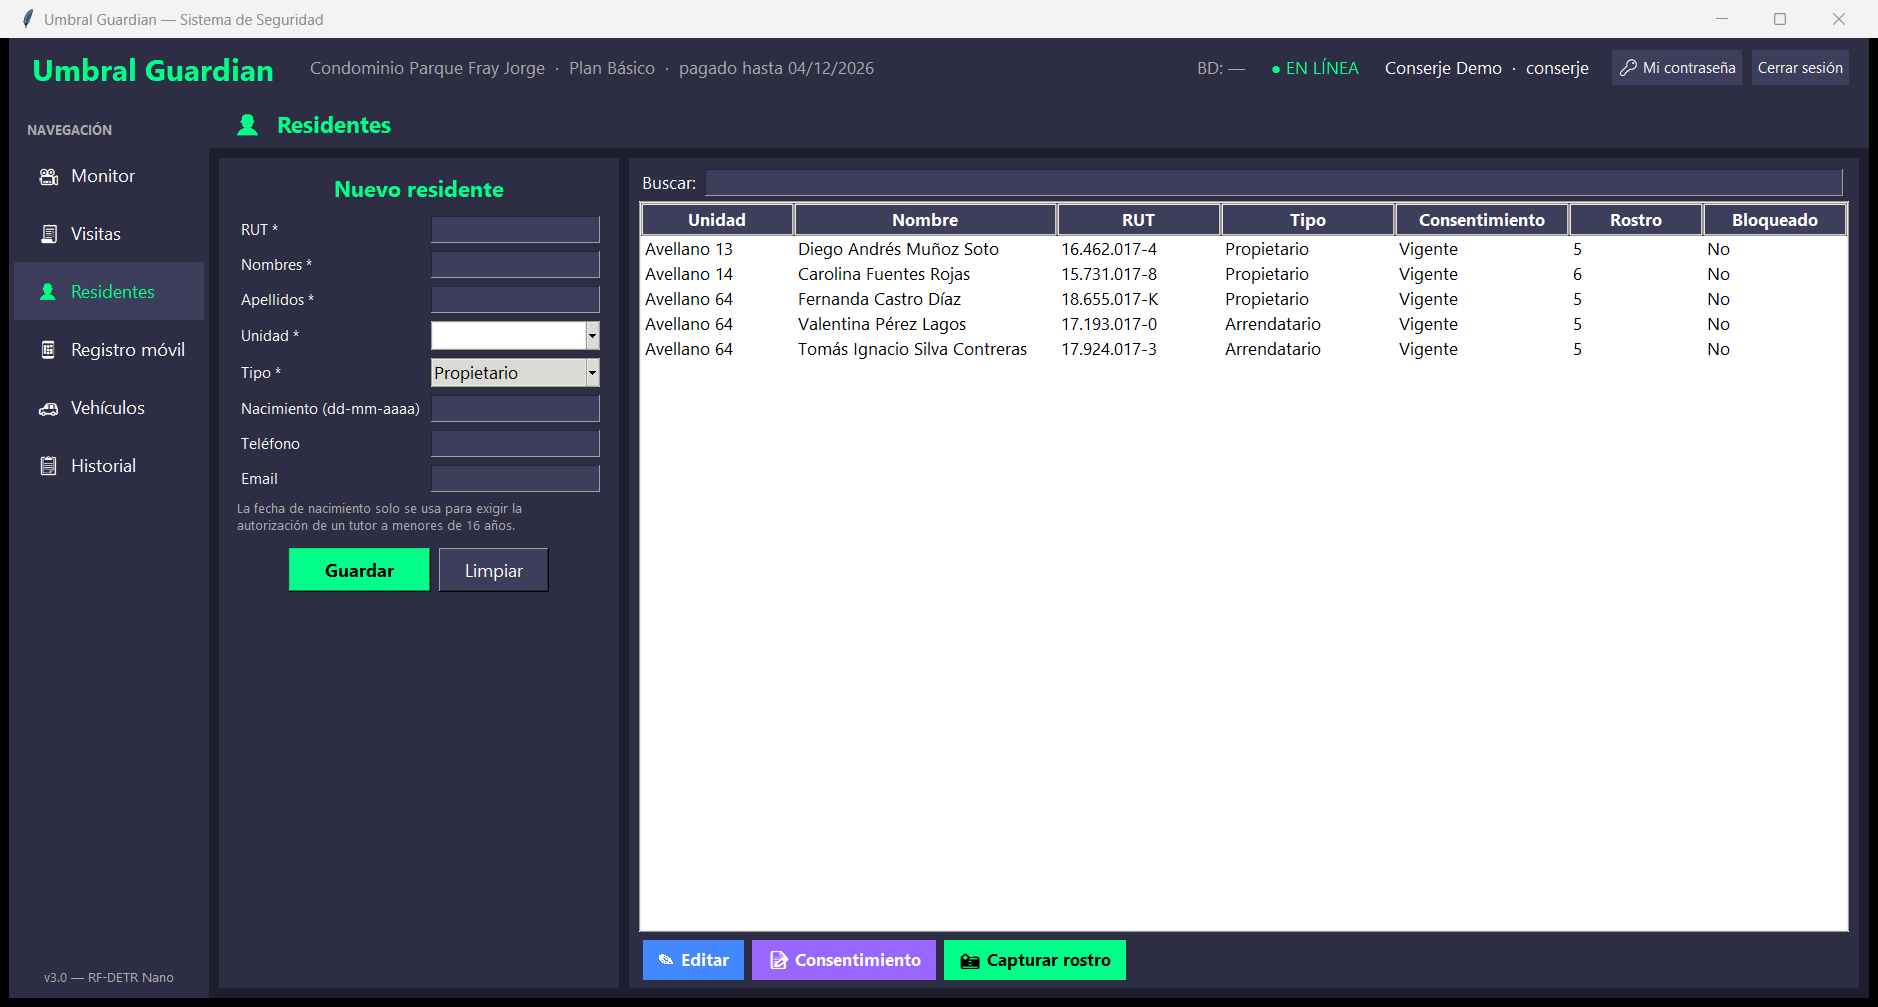 Umbral Guardian — Sistema de Seguridad
Umbral Guardian
Condominio Parque Fray Jorge · Plan Básico · pagado hasta 04/12/2026
BD: —
● EN LÍNEA
Conserje Demo · conserje
Mi contraseña
Cerrar sesión
NAVEGACIÓN
Monitor
Visitas
Residentes
Registro móvil
Vehículos
Historial
v3.0 — RF-DETR Nano
Residentes
Nuevo residente
RUT *
Nombres *
Apellidos *
Unidad *
Tipo * Propietario
Nacimiento (dd-mm-aaaa)
Teléfono
Email
La fecha de nacimiento solo se usa para exigir la
autorización de un tutor a menores de 16 años.
Guardar Limpiar
Buscar:
Unidad Nombre RUT Tipo Consentimiento Rostro Bloqueado
Avellano 13 Diego Andrés Muñoz Soto 16.462.017-4 Propietario Vigente 5 No
Avellano 14 Carolina Fuentes Rojas 15.731.017-8 Propietario Vigente 6 No
Avellano 64 Fernanda Castro Díaz 18.655.017-K Propietario Vigente 5 No
Avellano 64 Valentina Pérez Lagos 17.193.017-0 Arrendatario Vigente 5 No
Avellano 64 Tomás Ignacio Silva Contreras 17.924.017-3 Arrendatario Vigente 5 No
Editar Consentimiento Capturar rostro